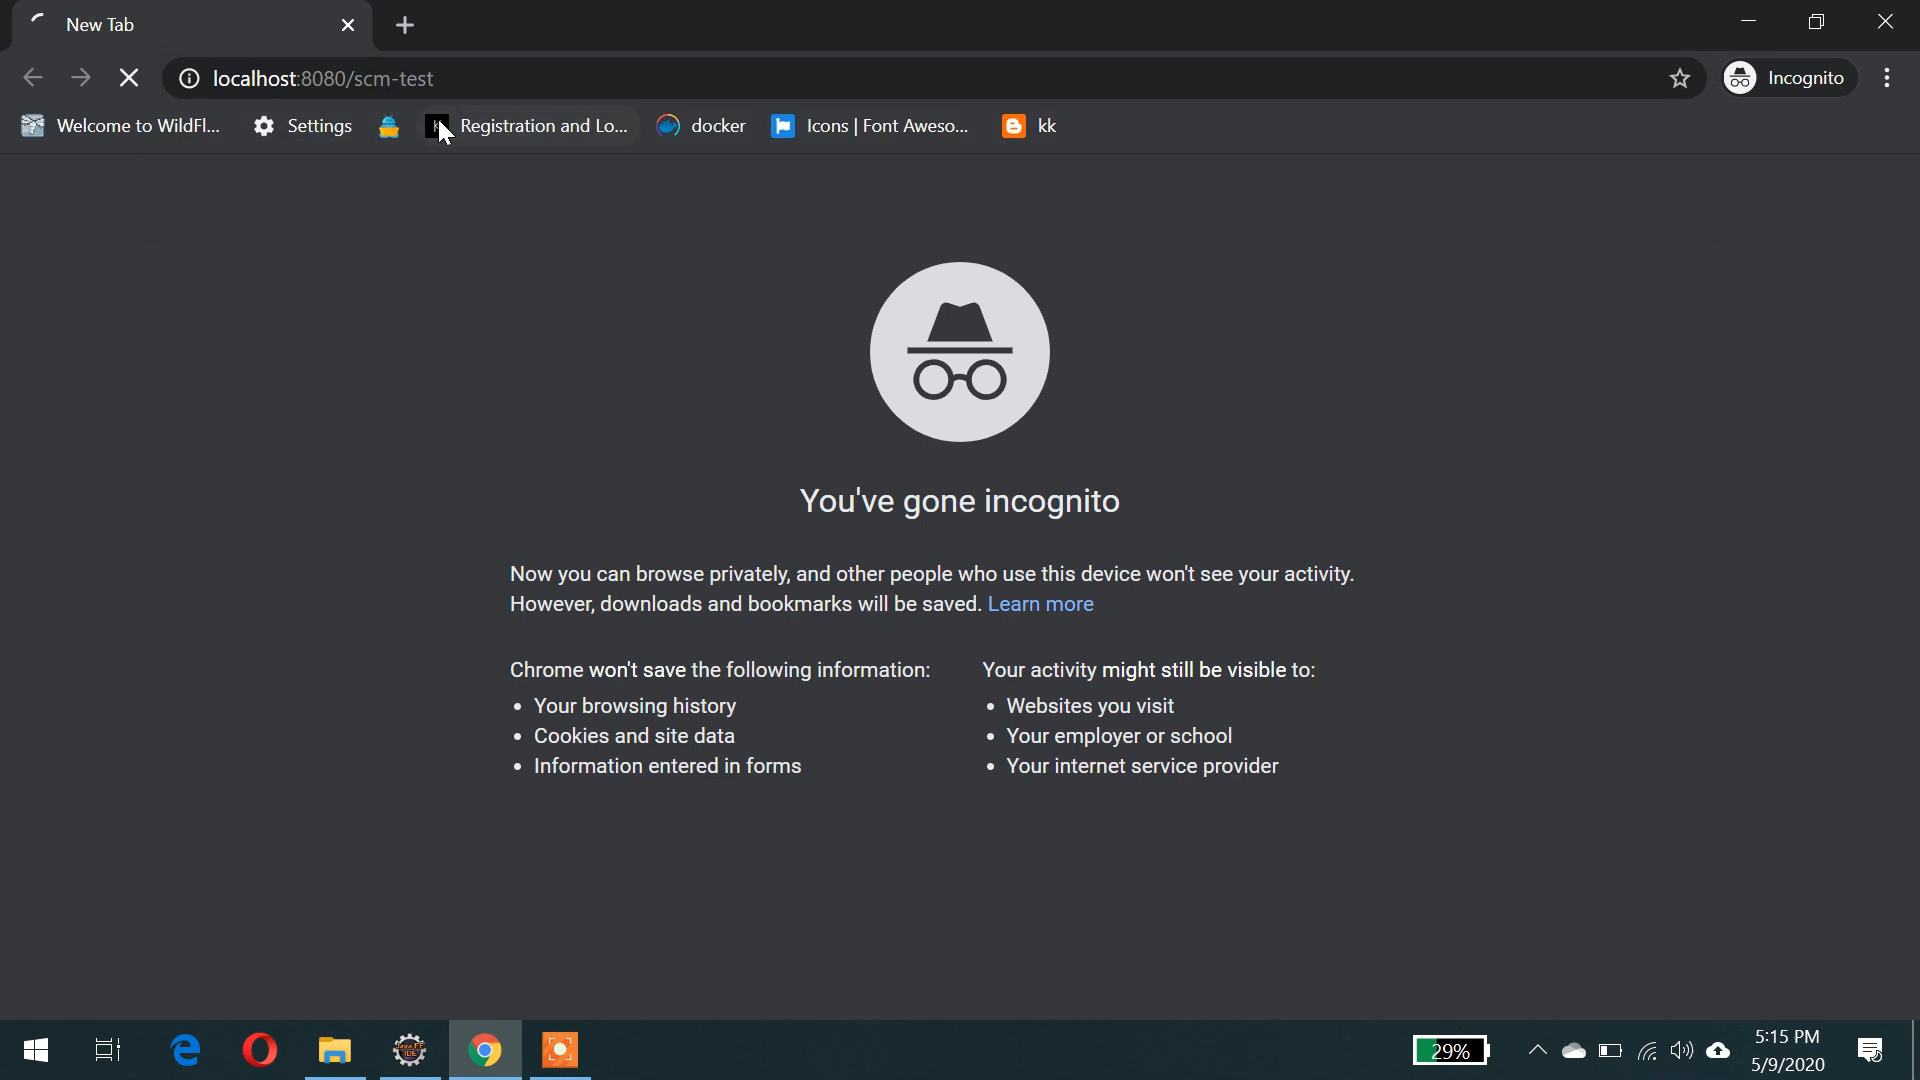 New Tab
localhost:8080/scm-test
Incognito
Welcome to WildFl...
Settings
Registration and Lo...
docker
Icons | Font Aweso...
kk
You've gone incognito
Now you can browse privately, and other people who use this device won't see your activity.
However, downloads and bookmarks will be saved. Learn more
Chrome won't save the following information:
Your browsing history
Cookies and site data
Information entered in forms
Your activity might still be visible to:
Websites you visit
Your employer or school
Your internet service provider
29%
5:15 PM
5/9/2020